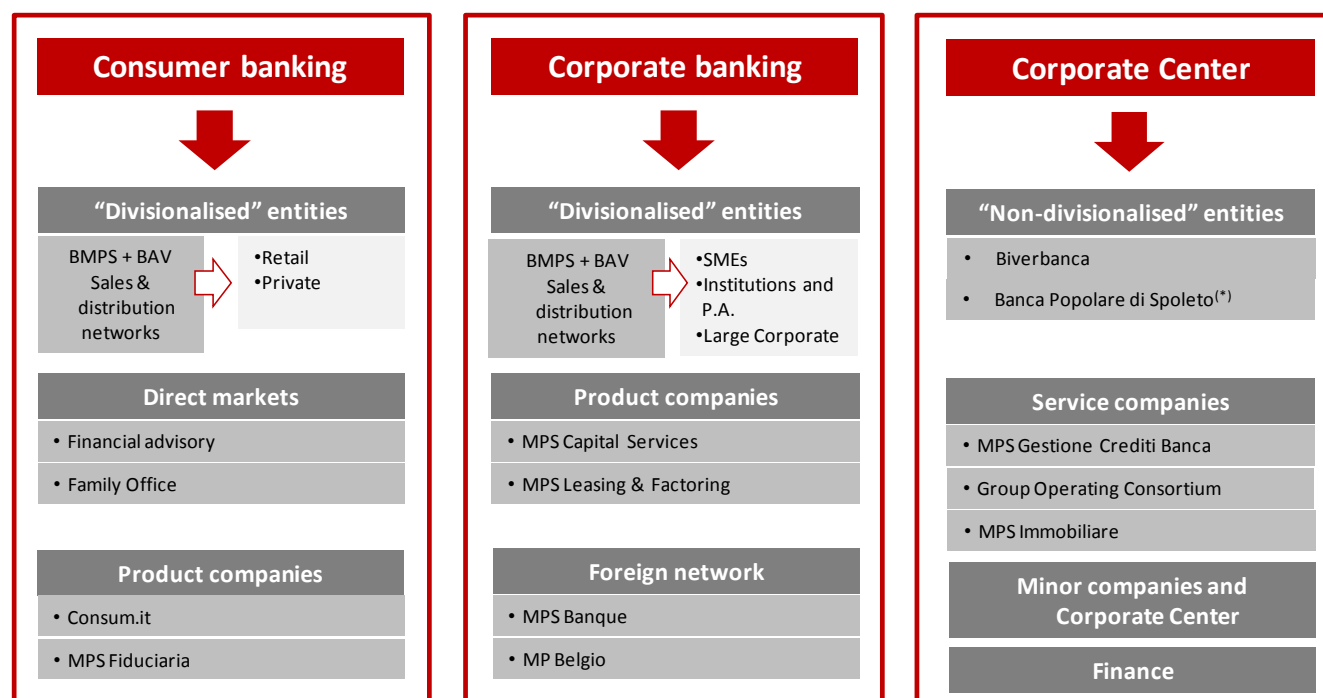 Consumer banking
"Divisionalised" entities
BMPS + BAV
Sales &
distribution
networks
•Retail
•Private
Direct markets
• Financial advisory
• Family Office
Product companies
• Consum.it
• MPS Fiduciaria
Corporate banking
"Divisionalised" entities
BMPS + BAV
Sales &
distribution
networks
•SMEs
•Institutions and
P.A.
•Large Corporate
Product companies
• MPS Capital Services
• MPS Leasing & Factoring
Foreign network
• MPS Banque
• MP Belgio
Corporate Center
"Non-divisionalised" entities
• Biverbanca
• Banca Popolare di Spoleto(*)
Service companies
• MPS Gestione Crediti Banca
• Group Operating Consortium
• MPS Immobiliare
Minor companies and
Corporate Center
Finance